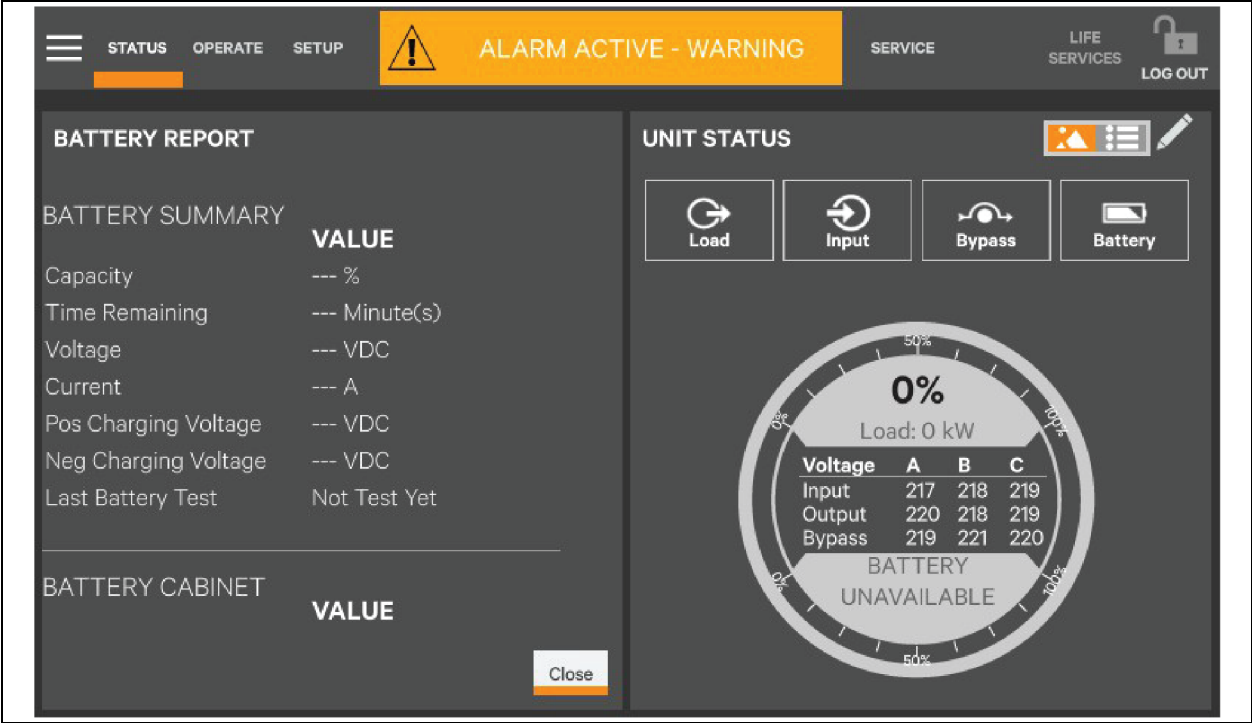 STATUS OPERATE SETUP ALARM ACTIVE - WARNING SERVICE LIFE SERVICES LOG OUT
BATTERY REPORT
BATTERY SUMMARY
VALUE
Capacity --- %
Time Remaining --- Minute(s)
Voltage --- VDC
Current --- A
Pos Charging Voltage --- VDC
Neg Charging Voltage --- VDC
Last Battery Test Not Test Yet
BATTERY CABINET
VALUE
Close
UNIT STATUS
Load Input Bypass Battery
50%
0% 100%
0%
Load: 0 kW
Voltage A B C
Input 217 218 219
Output 220 218 219
Bypass 219 221 220
BATTERY
UNAVAILABLE
0% 100%
50%